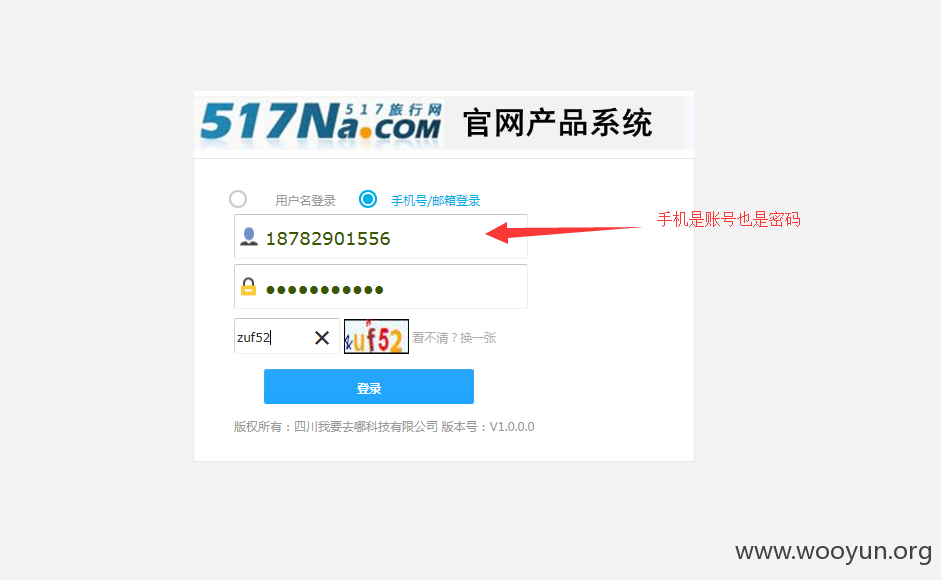 517Na.com 517旅行网 官网产品系统
用户名登录 手机号/邮箱登录
18782901556
手机是账号也是密码
●●●●●●●●●●●
zuf52 zuf52 看不清？换一张
登录
版权所有：四川我要去哪科技有限公司 版本号：V1.0.0.0
www.wooyun.org